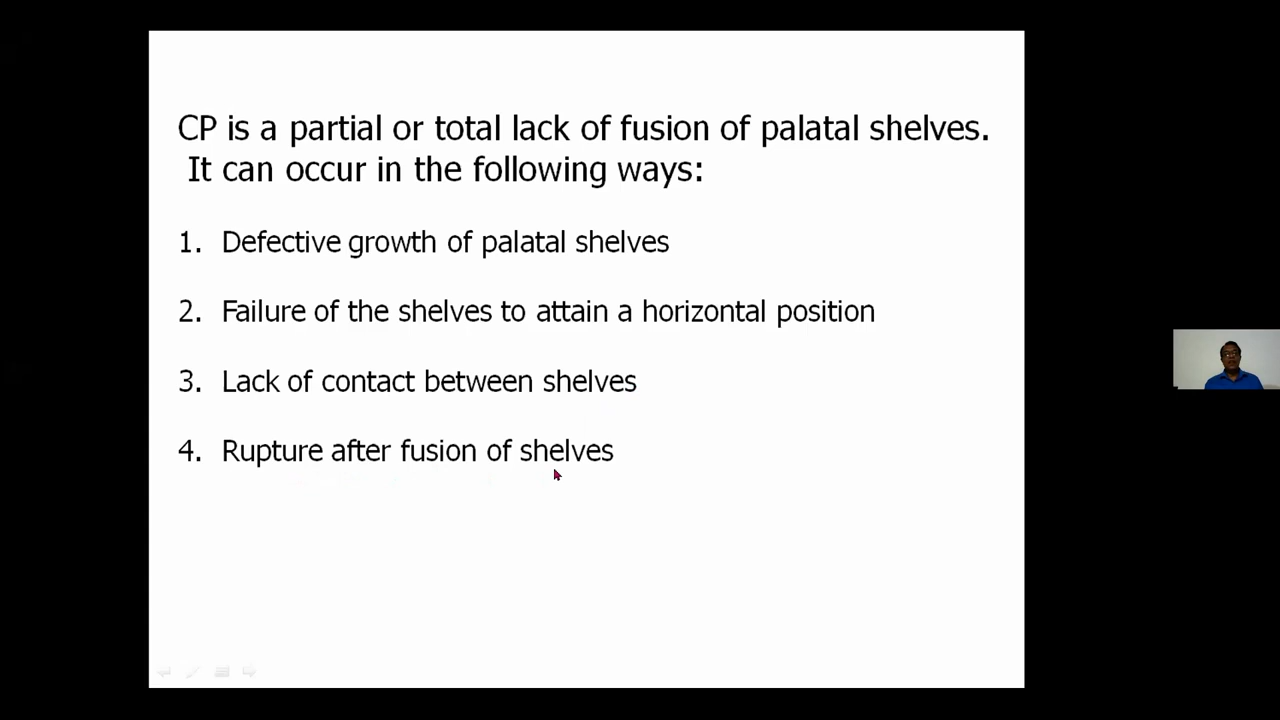 CP is a partial or total lack of fusion of palatal shelves.
It can occur in the following ways:
1. Defective growth of palatal shelves
2. Failure of the shelves to attain a horizontal position
3. Lack of contact between shelves
4. Rupture after fusion of shelves